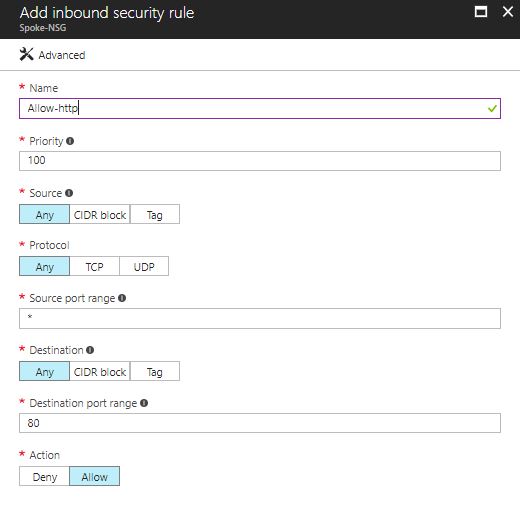 Add inbound security rule
Spoke-NSG
Advanced
* Name
Allow-http
* Priority
100
* Source
Any CIDR block Tag
* Protocol
Any TCP UDP
* Source port range
*
* Destination
Any CIDR block Tag
* Destination port range
80
* Action
Deny Allow